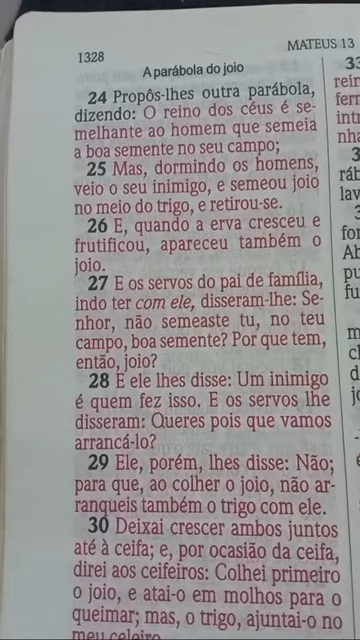 1328
MATEUS 13
A parábola do joio
24 Propôs-lhes outra parábola,
dizendo: O reino dos céus é se-
melhante ao homem que semeia
a boa semente no seu campo;
25 Mas, dormindo os homens,
veio o seu inimigo, e semeou joio
no meio do trigo, e retirou-se.
26 E, quando a erva cresceu e
frutificou, apareceu também o
joio.
27 E os servos do pai de família,
indo ter com ele, disseram-lhe: Se-
nhor, não semeaste tu, no teu
campo, boa semente? Por que tem,
então, joio?
28 E ele lhes disse: Um inimigo
é quem fez isso. E os servos lhe
disseram: Queres pois que vamos
arrancá-lo?
29 Ele, porém, lhes disse: Não;
para que, ao colher o joio, não ar-
ranqueis também o trigo com ele.
30 Deixai crescer ambos juntos
até à ceifa; e, por ocasião da ceifa,
direi aos ceifeiros: Colhei primeiro
o joio, e atai-o em molhos para o
queimar; mas, o trigo, ajuntai-o no
meu celeiro.